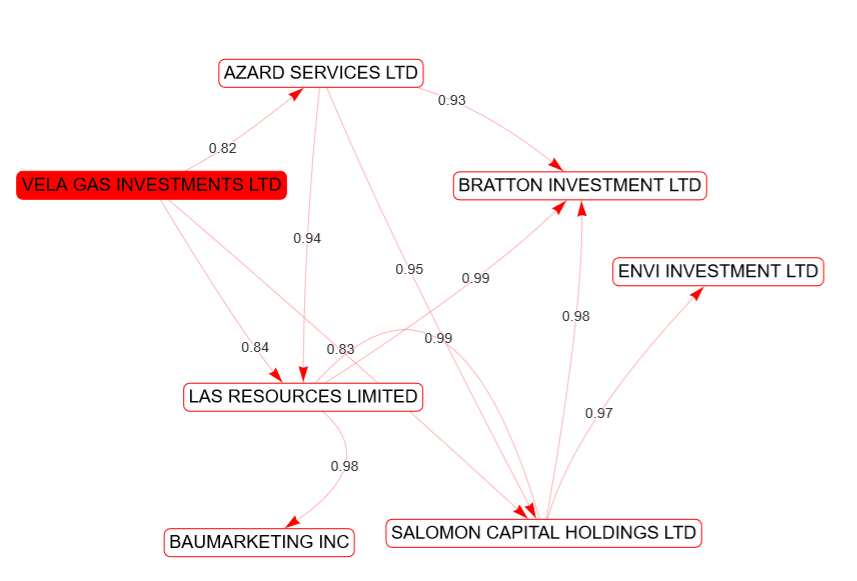 AZARD SERVICES LTD
0.93
0.82
VELA GAS INVESTMENTS LTD
BRATTON INVESTMENT LTD
0.94
0.95
0.99
ENVI INVESTMENT LTD
0.98
0.84
0.83
0.99
LAS RESOURCES LIMITED
0.97
0.98
BAUMARKETING INC
SALOMON CAPITAL HOLDINGS LTD